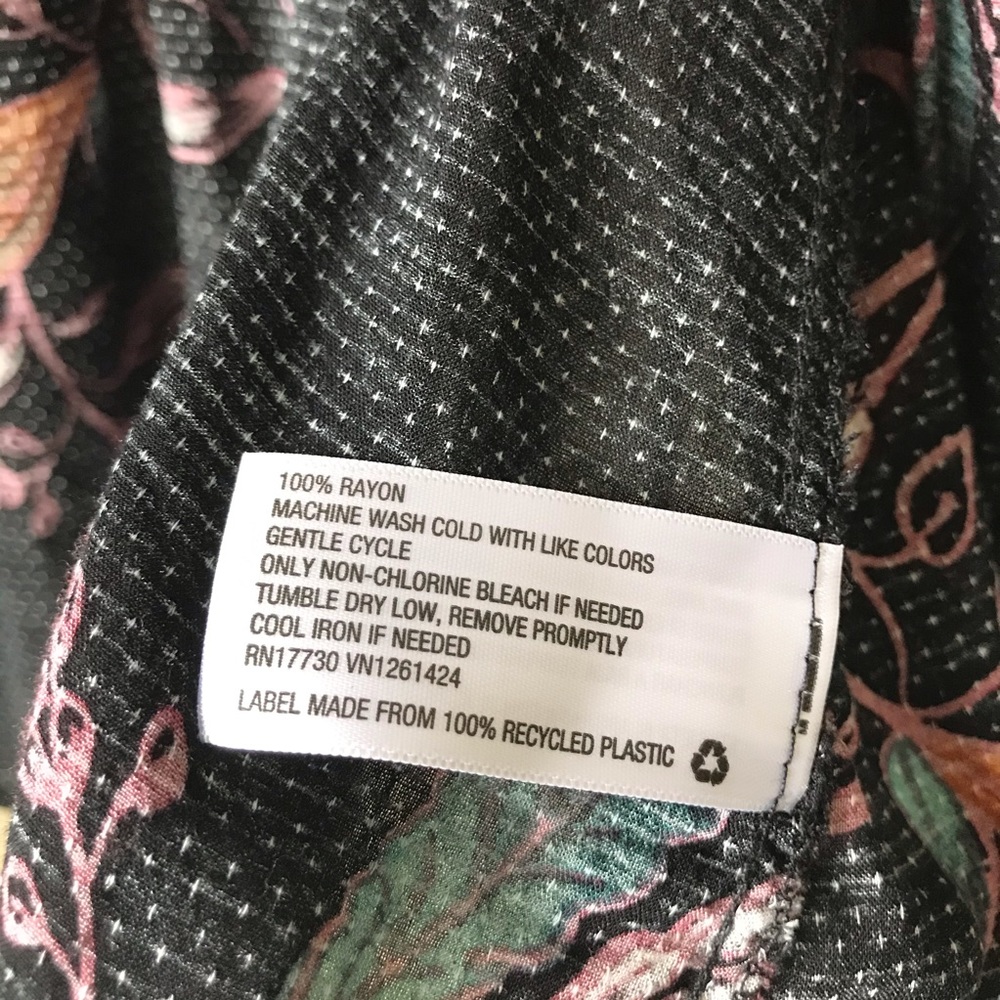 100% RAYON
MACHINE WASH COLD WITH LIKE COLORS
GENTLE CYCLE
ONLY NON-CHLORINE BLEACH IF NEEDED
TUMBLE DRY LOW, REMOVE PROMPTLY
COOL IRON IF NEEDED
RN17730 VN1261424
LABEL MADE FROM 100% RECYCLED PLASTIC